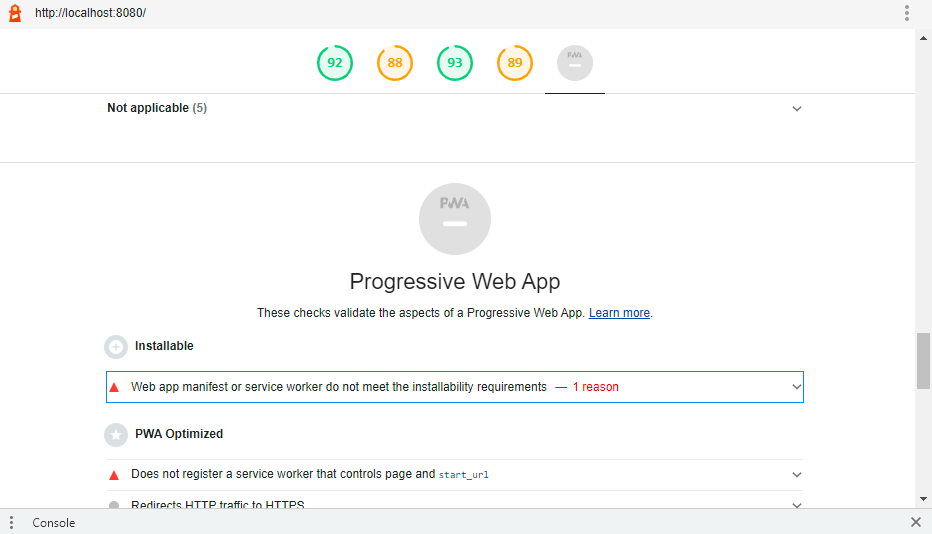 http://localhost:8080/
92 88 93 89 PWA
Not applicable (5)
PWA
Progressive Web App
These checks validate the aspects of a Progressive Web App. Learn more.
Installable
Web app manifest or service worker do not meet the installability requirements — 1 reason
PWA Optimized
Does not register a service worker that controls page and start_url
Redirects HTTP traffic to HTTPS
Console